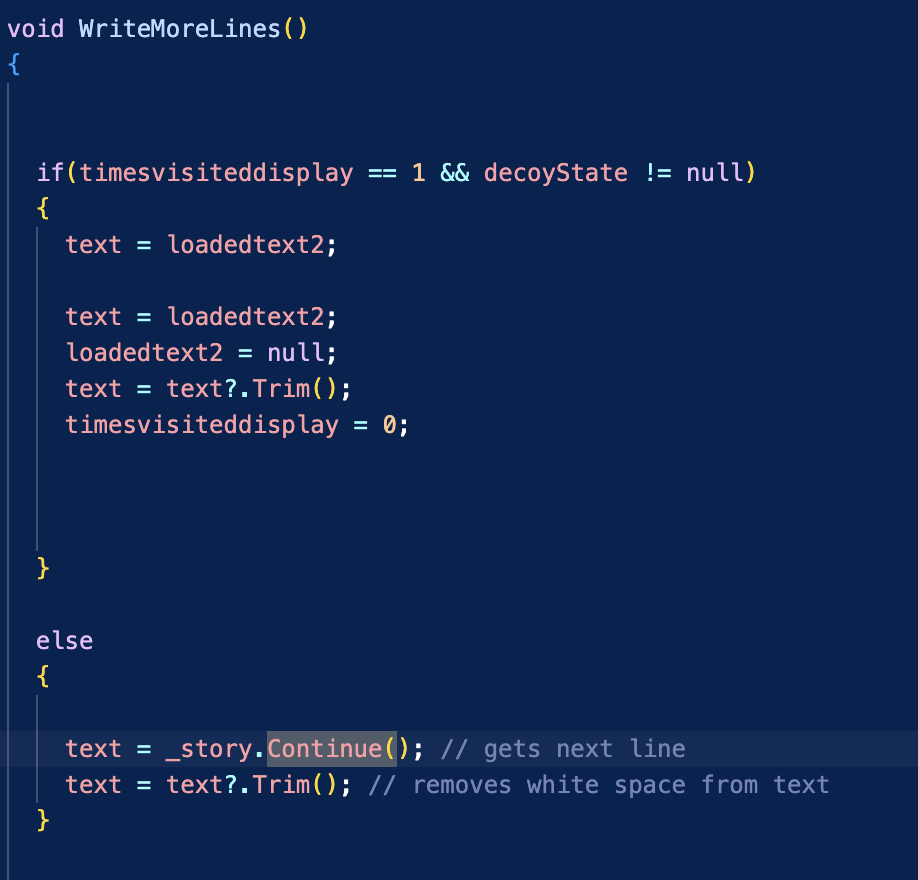 void WriteMoreLines()
{
if(timesvisiteddisplay == 1 && decoyState != null)
{
text = loadedtext2;
text = loadedtext2;
loadedtext2 = null;
text = text?.Trim();
timesvisiteddisplay = 0;
}
else
{
text = _story.Continue(); // gets next line
text = text?.Trim(); // removes white space from text
}